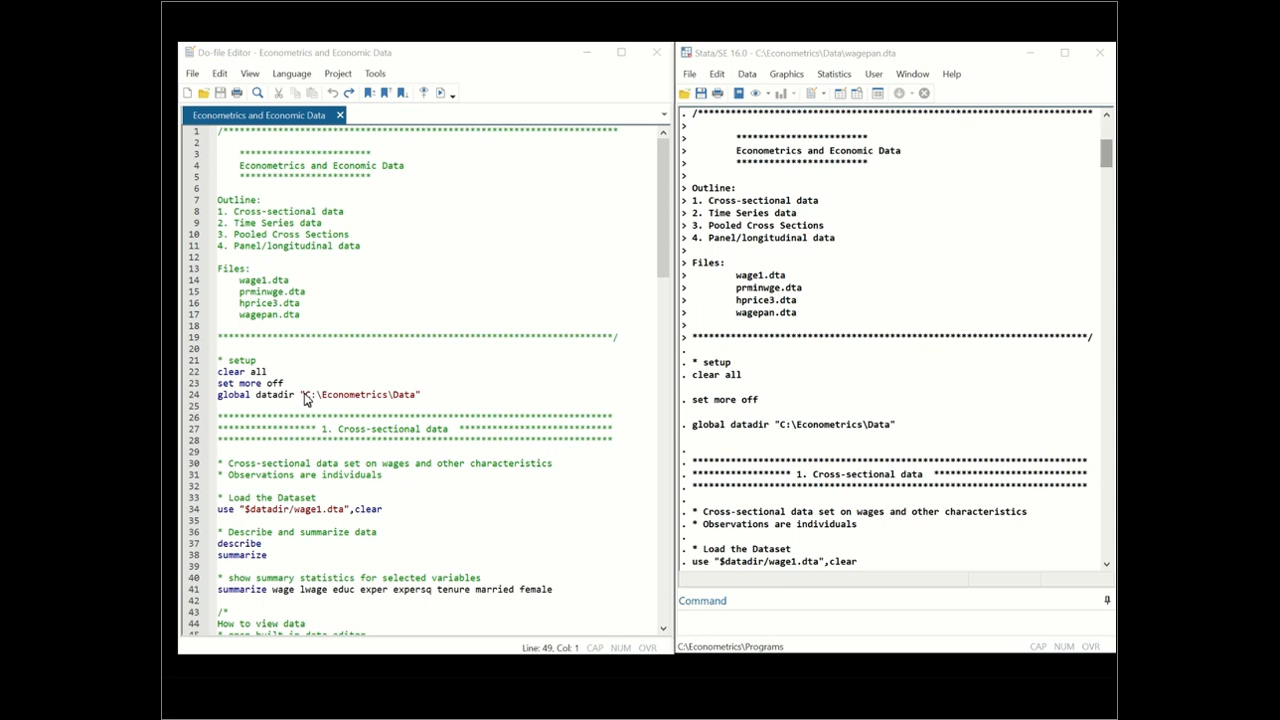 Do-file Editor - Econometrics and Economic Data
File Edit View Language Project Tools
Econometrics and Economic Data
1 /**************************************************************************
2
3 ************************
4 Econometrics and Economic Data
5 ************************
6
7 Outline:
8 1. Cross-sectional data
9 2. Time Series data
10 3. Pooled Cross Sections
11 4. Panel/longitudinal data
12
13 Files:
14 wage1.dta
15 prminwge.dta
16 hprice3.dta
17 wagepan.dta
18
19 *************************************************************************/
20
21 * setup
22 clear all
23 set more off
24 global datadir "C:\Econometrics\Data"
25
26 *************************************************************************
27 ****************** 1. Cross-sectional data ****************************
28 *************************************************************************
29
30 * Cross-sectional data set on wages and other characteristics
31 * Observations are individuals
32
33 * Load the Dataset
34 use "$datadir/wage1.dta",clear
35
36 * Describe and summarize data
37 describe
38 summarize
39
40 * show summary statistics for selected variables
41 summarize wage lwage educ exper expersq tenure married female
42
43 /*
44 How to view data
45 * open built-in data editor
Line: 49, Col: 1 CAP NUM OVR
Stata/SE 16.0 - C:\Econometrics\Data\wagepan.dta
File Edit Data Graphics Statistics User Window Help
. /**************************************************************************
>
> ************************
> Econometrics and Economic Data
> ************************
>
> Outline:
> 1. Cross-sectional data
> 2. Time Series data
> 3. Pooled Cross Sections
> 4. Panel/longitudinal data
>
> Files:
> wage1.dta
> prminwge.dta
> hprice3.dta
> wagepan.dta
>
> *************************************************************************/
.
. * setup
. clear all
. set more off
. global datadir "C:\Econometrics\Data"
.
. *************************************************************************
. ****************** 1. Cross-sectional data ****************************
. *************************************************************************
.
. * Cross-sectional data set on wages and other characteristics
. * Observations are individuals
.
. * Load the Dataset
. use "$datadir/wage1.dta",clear
Command
C:\Econometrics\Programs CAP NUM OVR